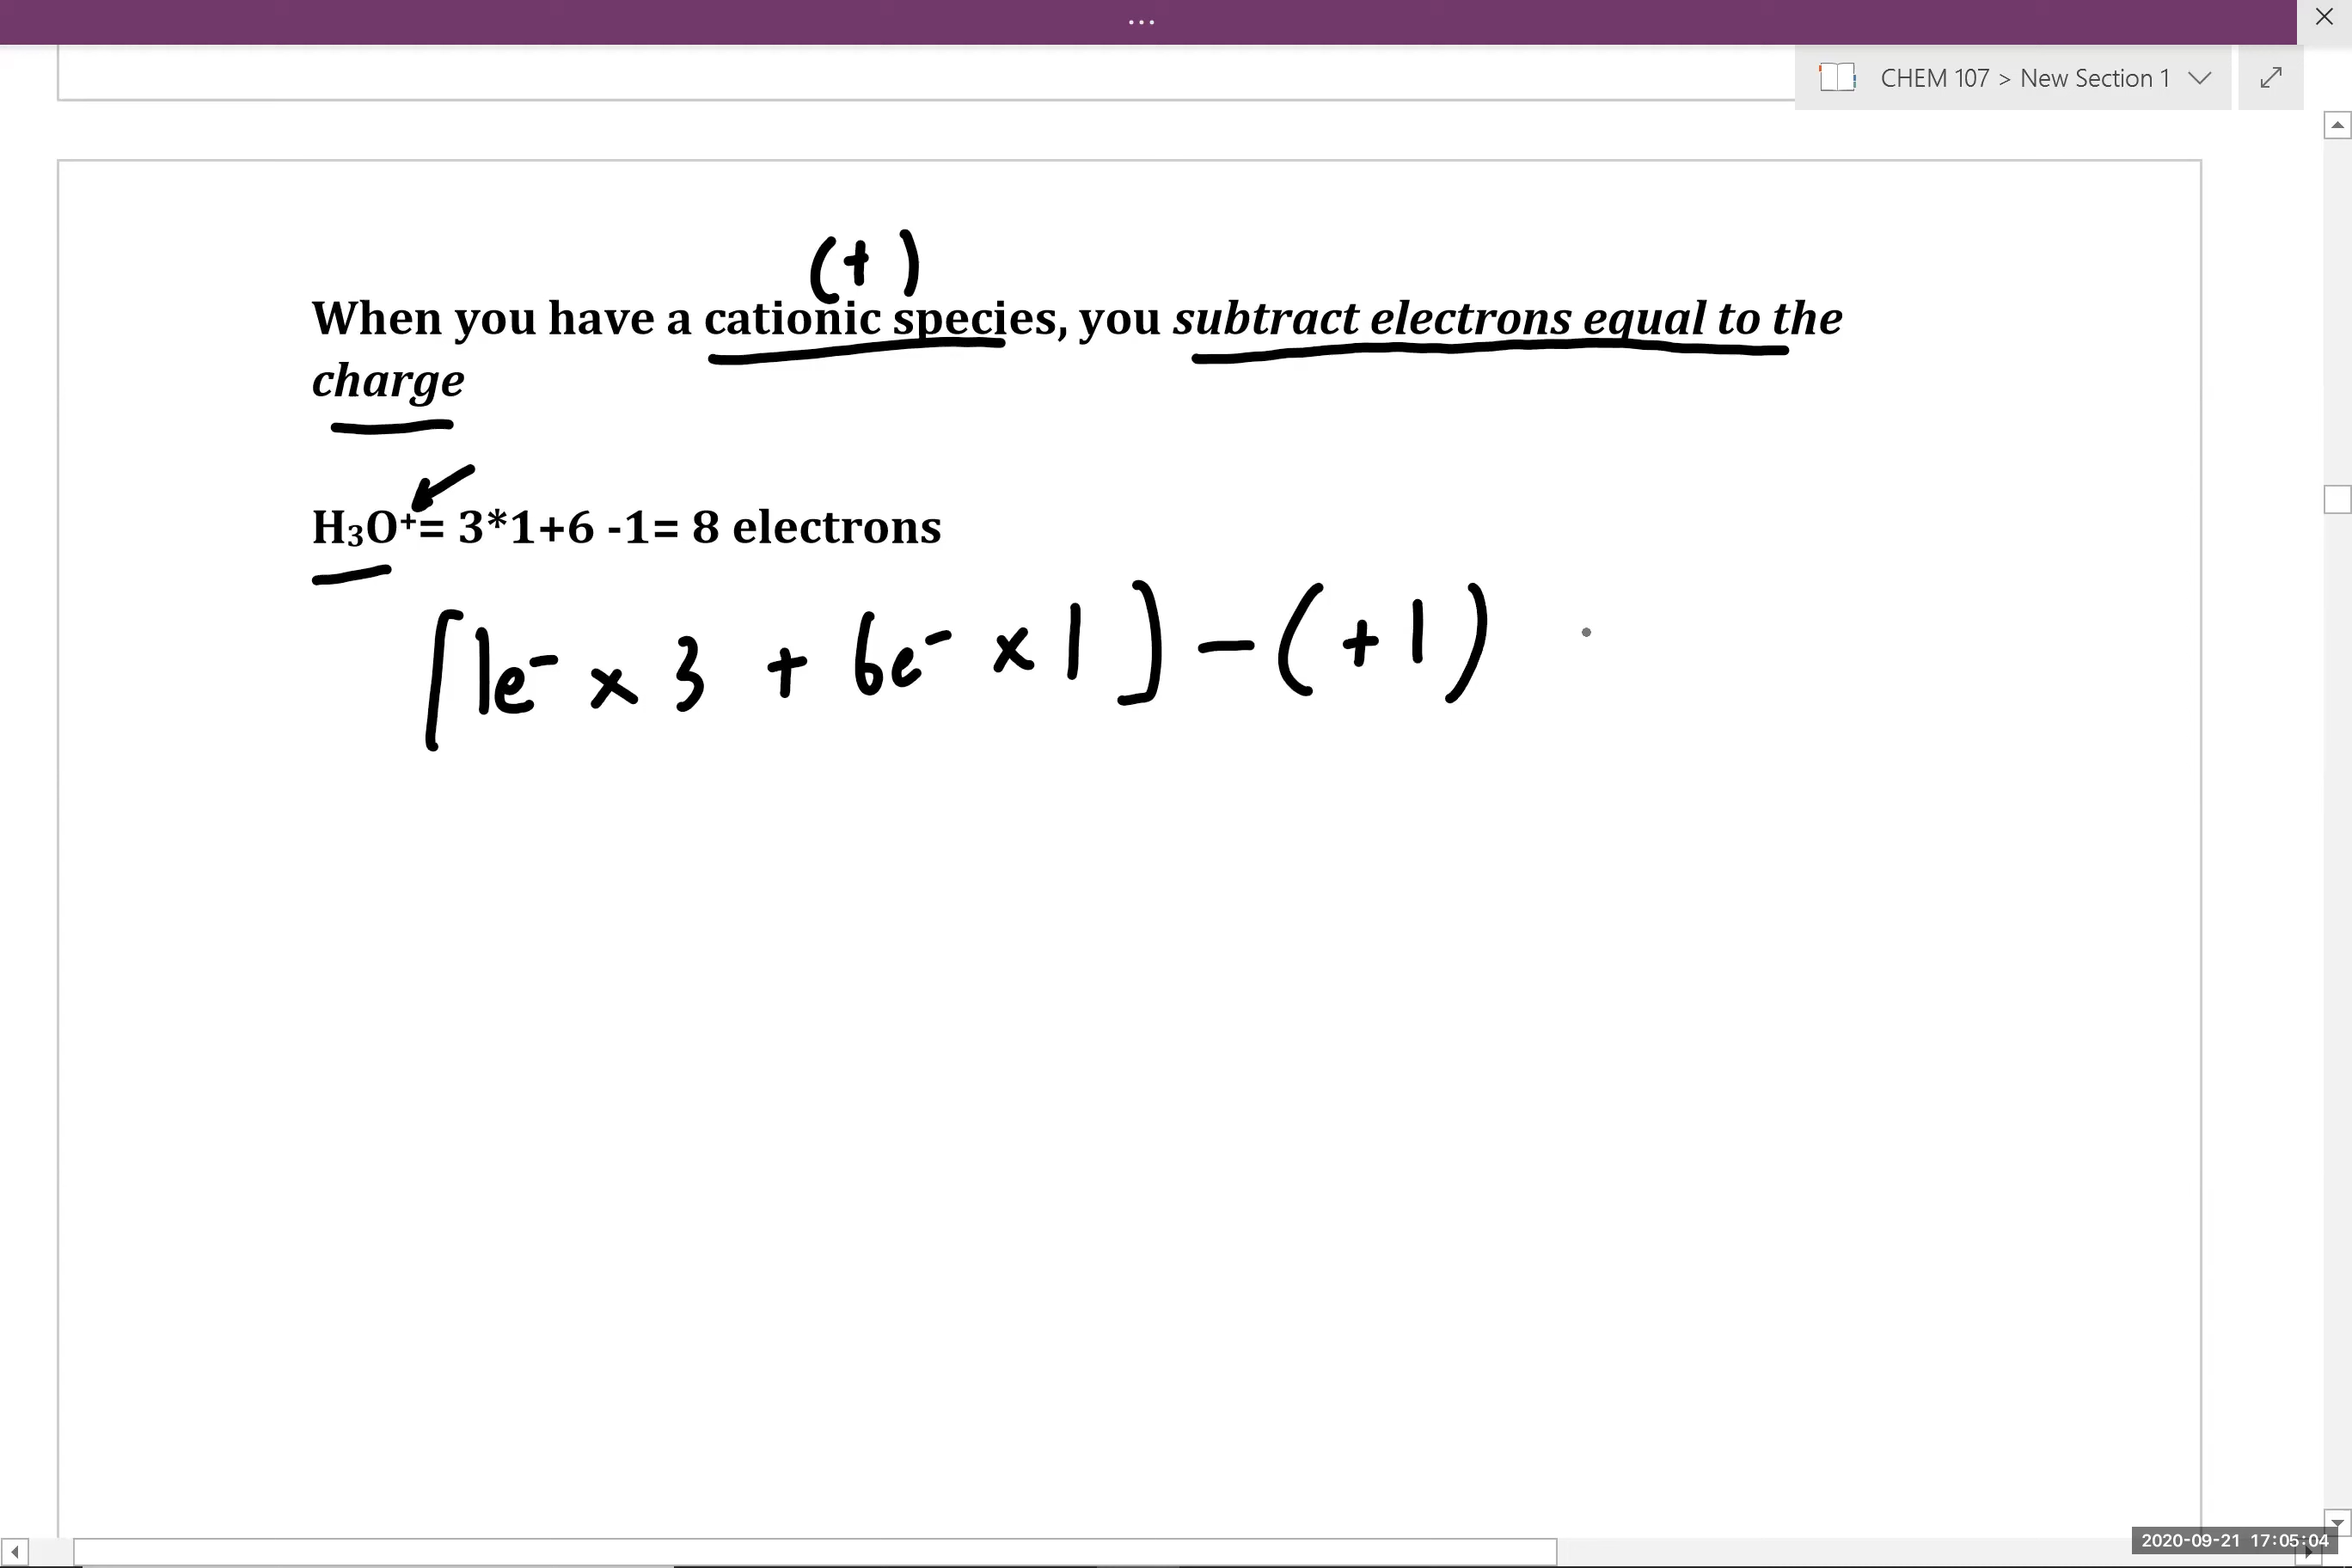 ...
CHEM 107 > New Section 1
(+)
When you have a cationic species, you subtract electrons equal to the
charge
H₃O⁺= 3*1+6 -1= 8 electrons
[1e⁻ x 3 + 6e⁻ x 1] - (+1)
2020-09-21 17:05:04